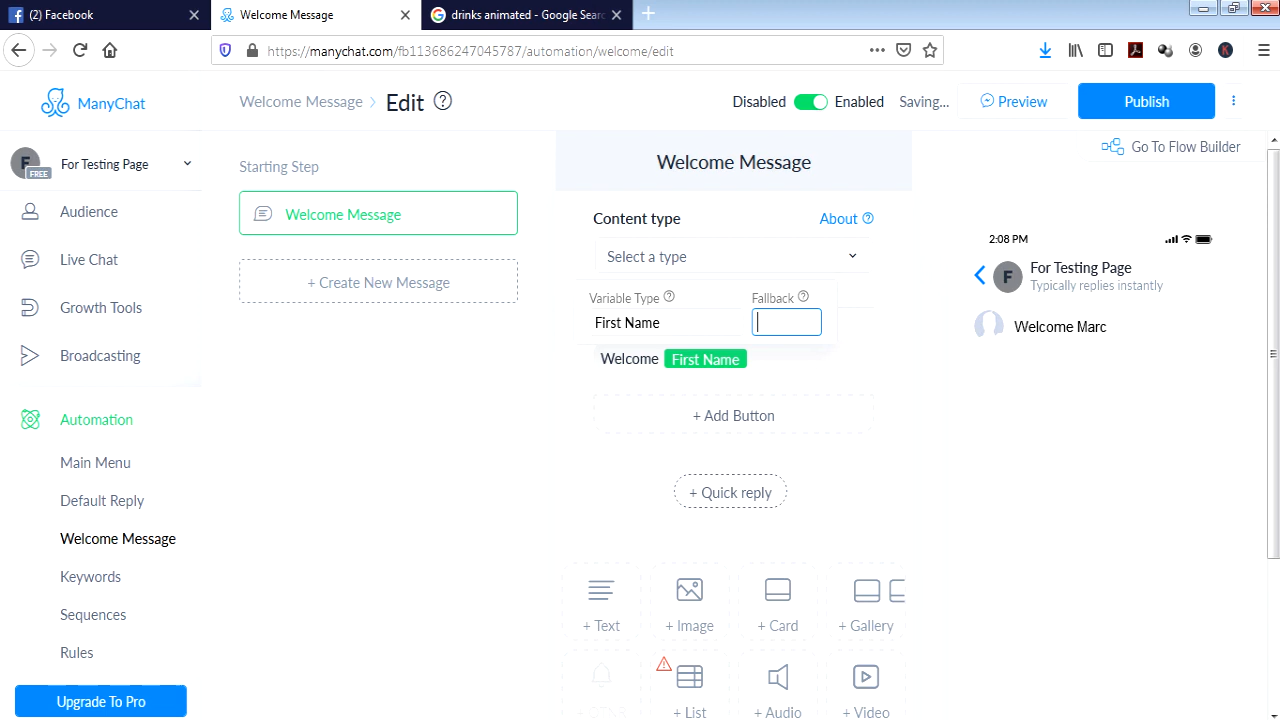 (2) Facebook
Welcome Message
drinks animated - Google Searc
https://manychat.com/fb113686247045787/automation/welcome/edit
K
ManyChat
Welcome Message > Edit ?
Disabled Enabled Saving...
Preview
Publish
F FREE For Testing Page
Audience
Live Chat
Growth Tools
Broadcasting
Automation
Main Menu
Default Reply
Welcome Message
Keywords
Sequences
Rules
Upgrade To Pro
Starting Step
Welcome Message
+ Create New Message
Welcome Message
Content type About ?
Select a type
Variable Type ? Fallback ?
First Name
Welcome First Name
+ Add Button
+ Quick reply
+ Text + Image + Card + Gallery
+ List + Audio + Video
Go To Flow Builder
2:08 PM
F For Testing Page
Typically replies instantly
Welcome Marc